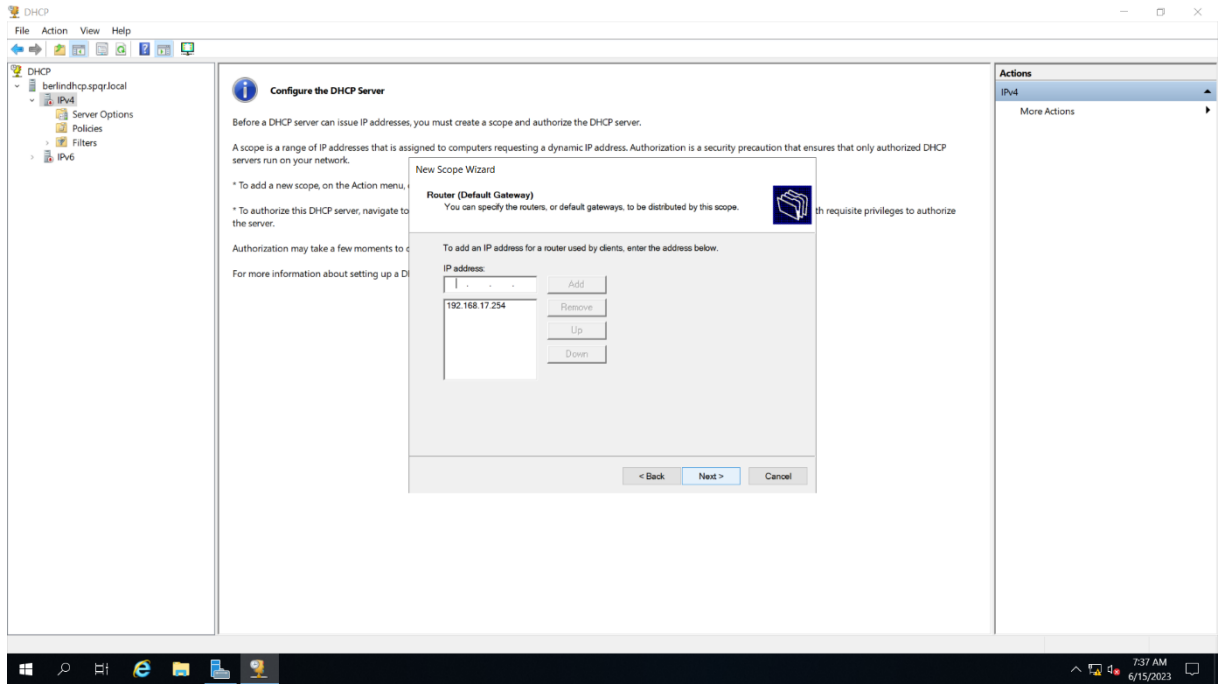 DHCP
File Action View Help
DHCP
berlindhcp.spqr.local
IPv4
Server Options
Policies
Filters
IPv6
Configure the DHCP Server
Before a DHCP server can issue IP addresses, you must create a scope and authorize the DHCP server.
A scope is a range of IP addresses that is assigned to computers requesting a dynamic IP address. Authorization is a security precaution that ensures that only authorized DHCP
servers run on your network.
* To add a new scope, on the Action menu,
* To authorize this DHCP server, navigate to
th requisite privileges to authorize
the server.
Authorization may take a few moments to
For more information about setting up a
New Scope Wizard
Router (Default Gateway)
You can specify the routers, or default gateways, to be distributed by this scope.
To add an IP address for a router used by clients, enter the address below.
IP address:
. . .
Add
192.168.17.254
Remove
Up
Down
< Back
Next >
Cancel
Actions
IPv4
More Actions
7:37 AM
6/15/2023